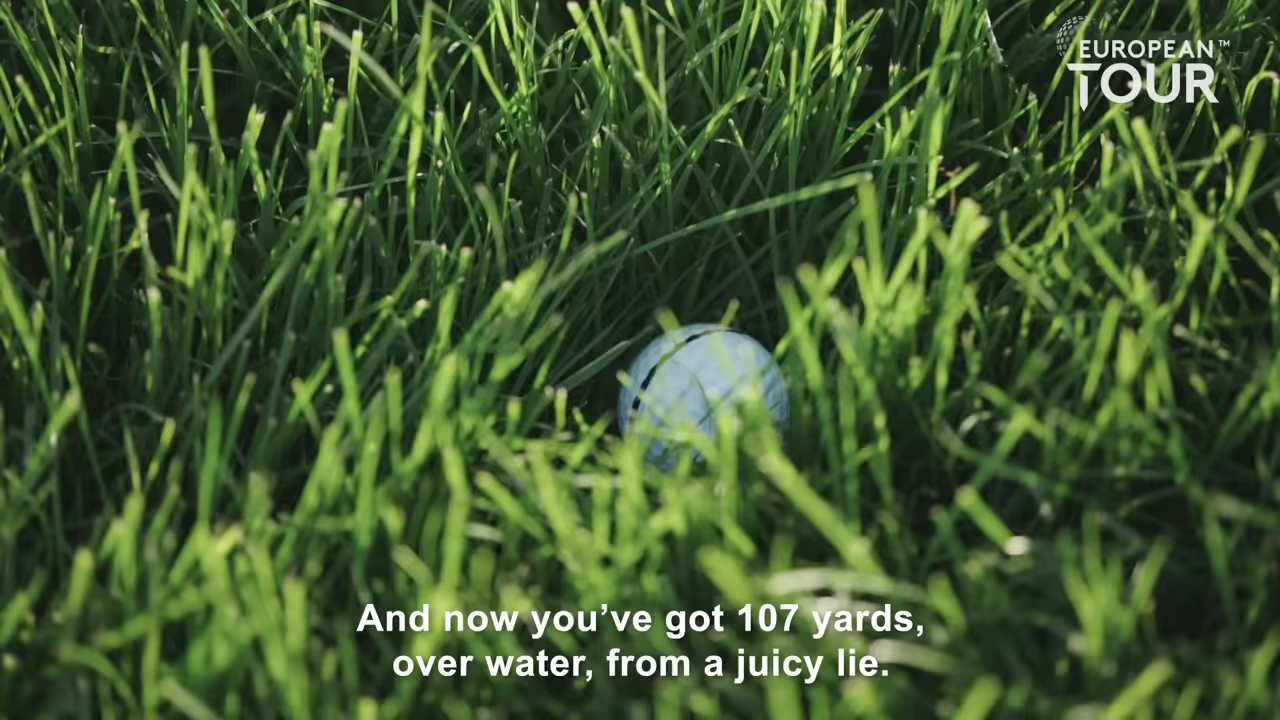 EUROPEAN™
TOUR
And now you’ve got 107 yards,
over water, from a juicy lie.